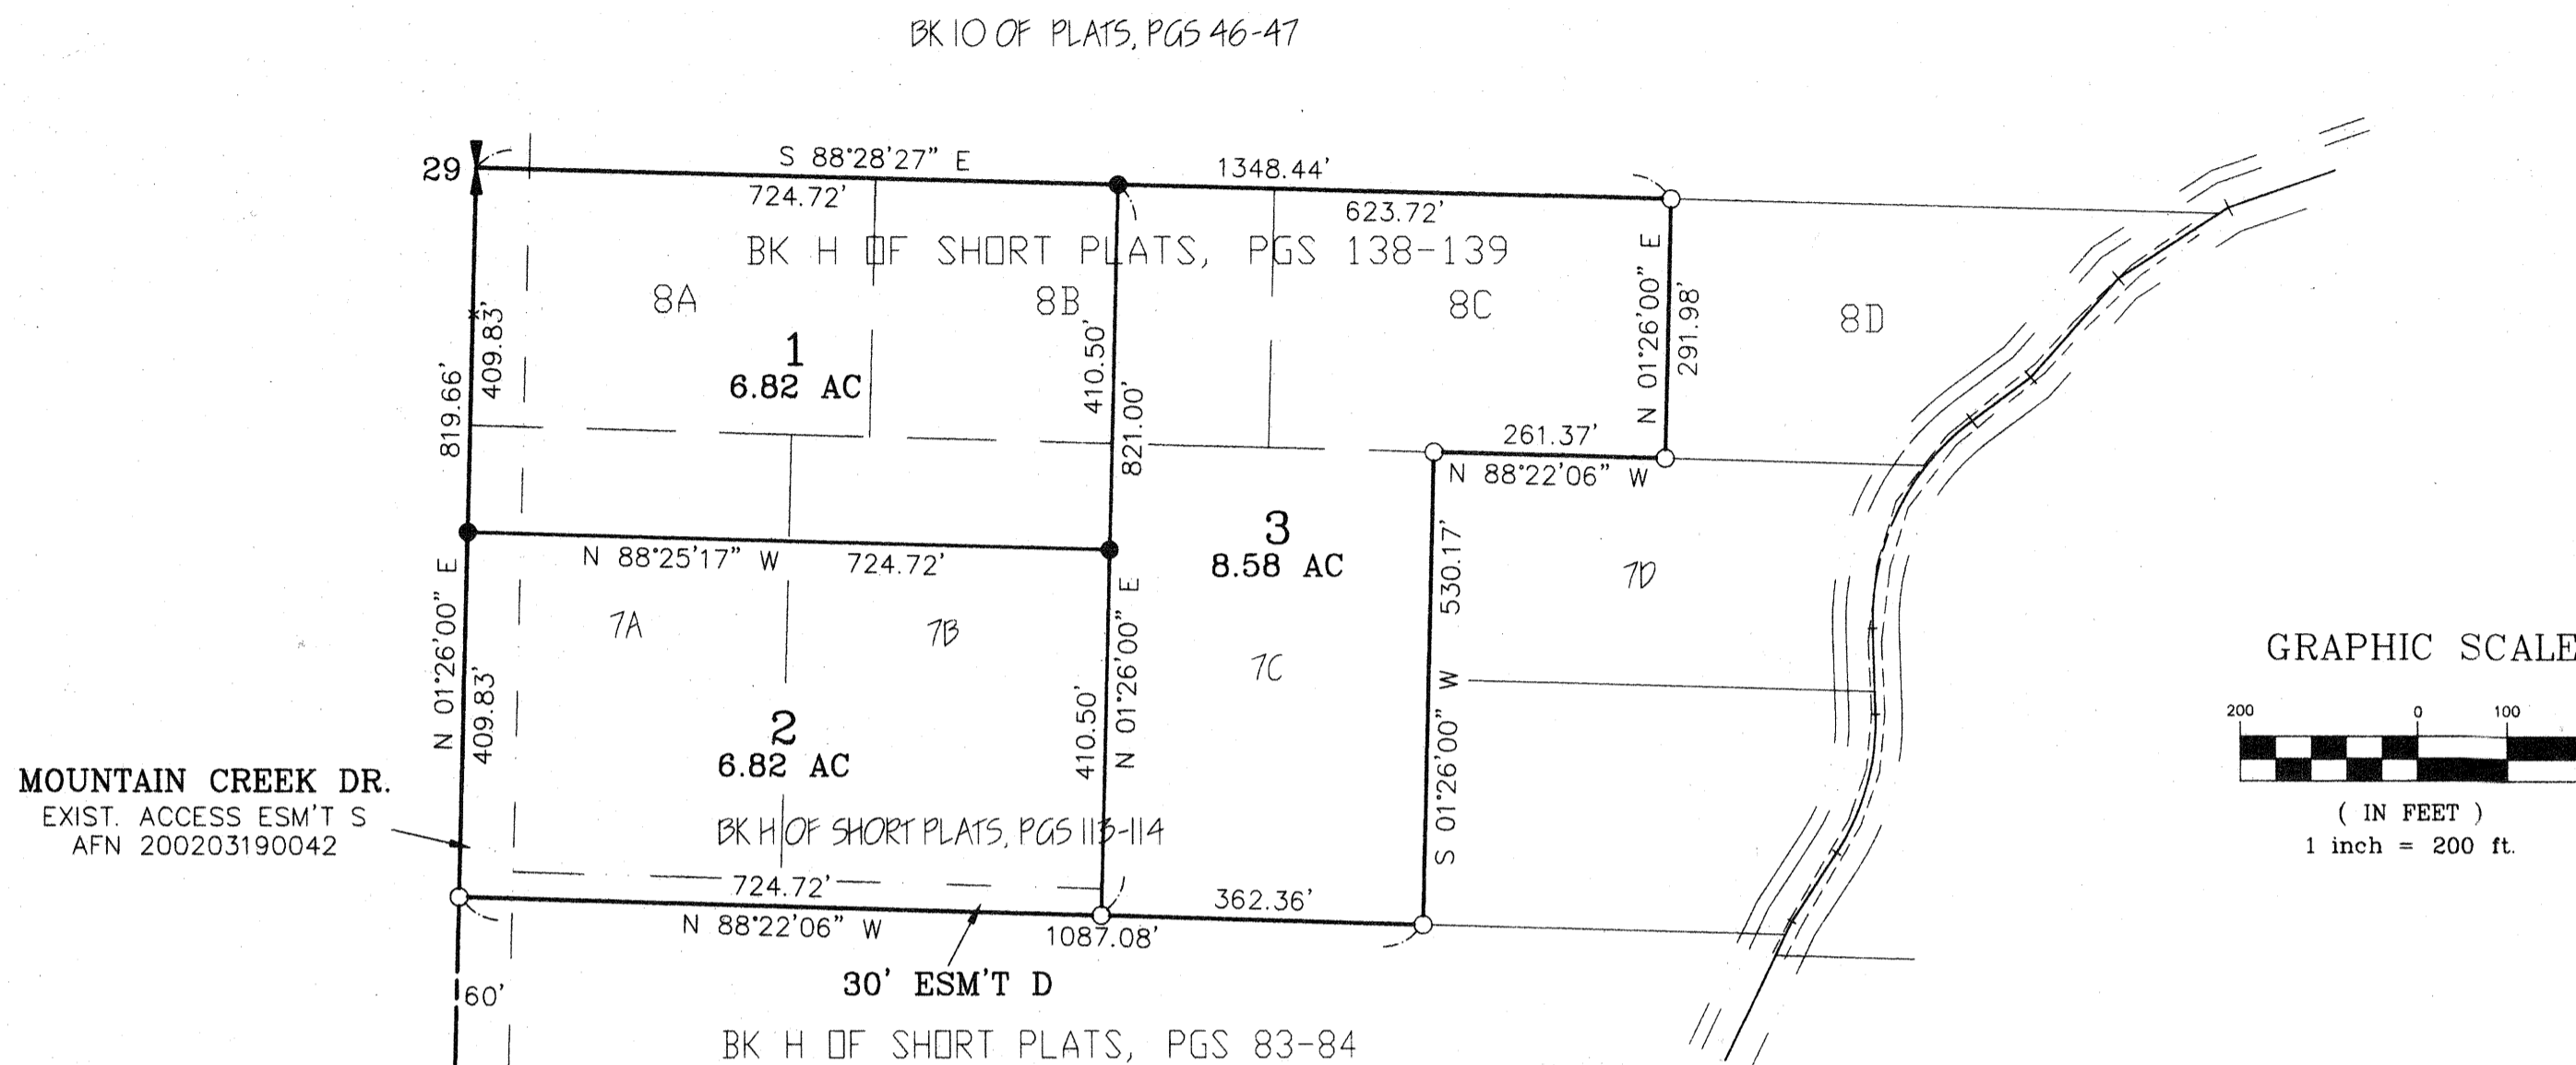 BK 10 OF PLATS, PGS 46-47
29
S 88°28'27" E
1348.44'
724.72'
623.72'
BK H OF SHORT PLATS, PGS 138-139
8A
8B
8C
8D
1
6.82 AC
409.83'
819.66'
410.50'
821.00'
N 01°26'00" E
291.98'
261.37'
N 88°22'06" W
N 88°25'17" W
724.72'
3
8.58 AC
530.17'
S 01°26'00" W
7A
7B
7C
7D
N 01°26'00" E
409.83'
2
6.82 AC
410.50'
N 01°26'00" E
MOUNTAIN CREEK DR.
EXIST. ACCESS ESM'T S
AFN 200203190042
BK H OF SHORT PLATS, PGS 113-114
724.72'
362.36'
N 88°22'06" W
1087.08'
30' ESM'T D
60'
BK H OF SHORT PLATS, PGS 83-84
GRAPHIC SCALE
200
0
100
( IN FEET )
1 inch = 200 ft.